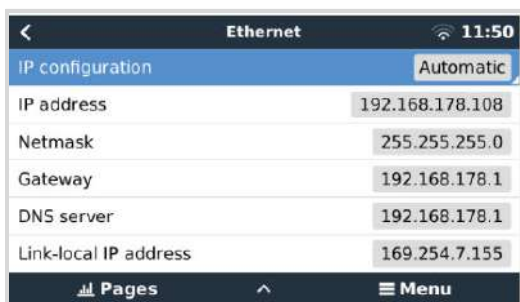 Ethernet 11:50
IP configuration Automatic
IP address 192.168.178.108
Netmask 255.255.255.0
Gateway 192.168.178.1
DNS server 192.168.178.1
Link-local IP address 169.254.7.155
Pages Menu